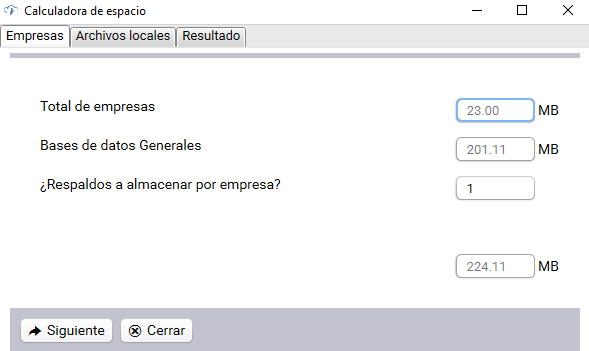 Calculadora de espacio
Empresas Archivos locales Resultado
Total de empresas 23.00 MB
Bases de datos Generales 201.11 MB
¿Respaldos a almacenar por empresa? 1
224.11 MB
Siguiente Cerrar